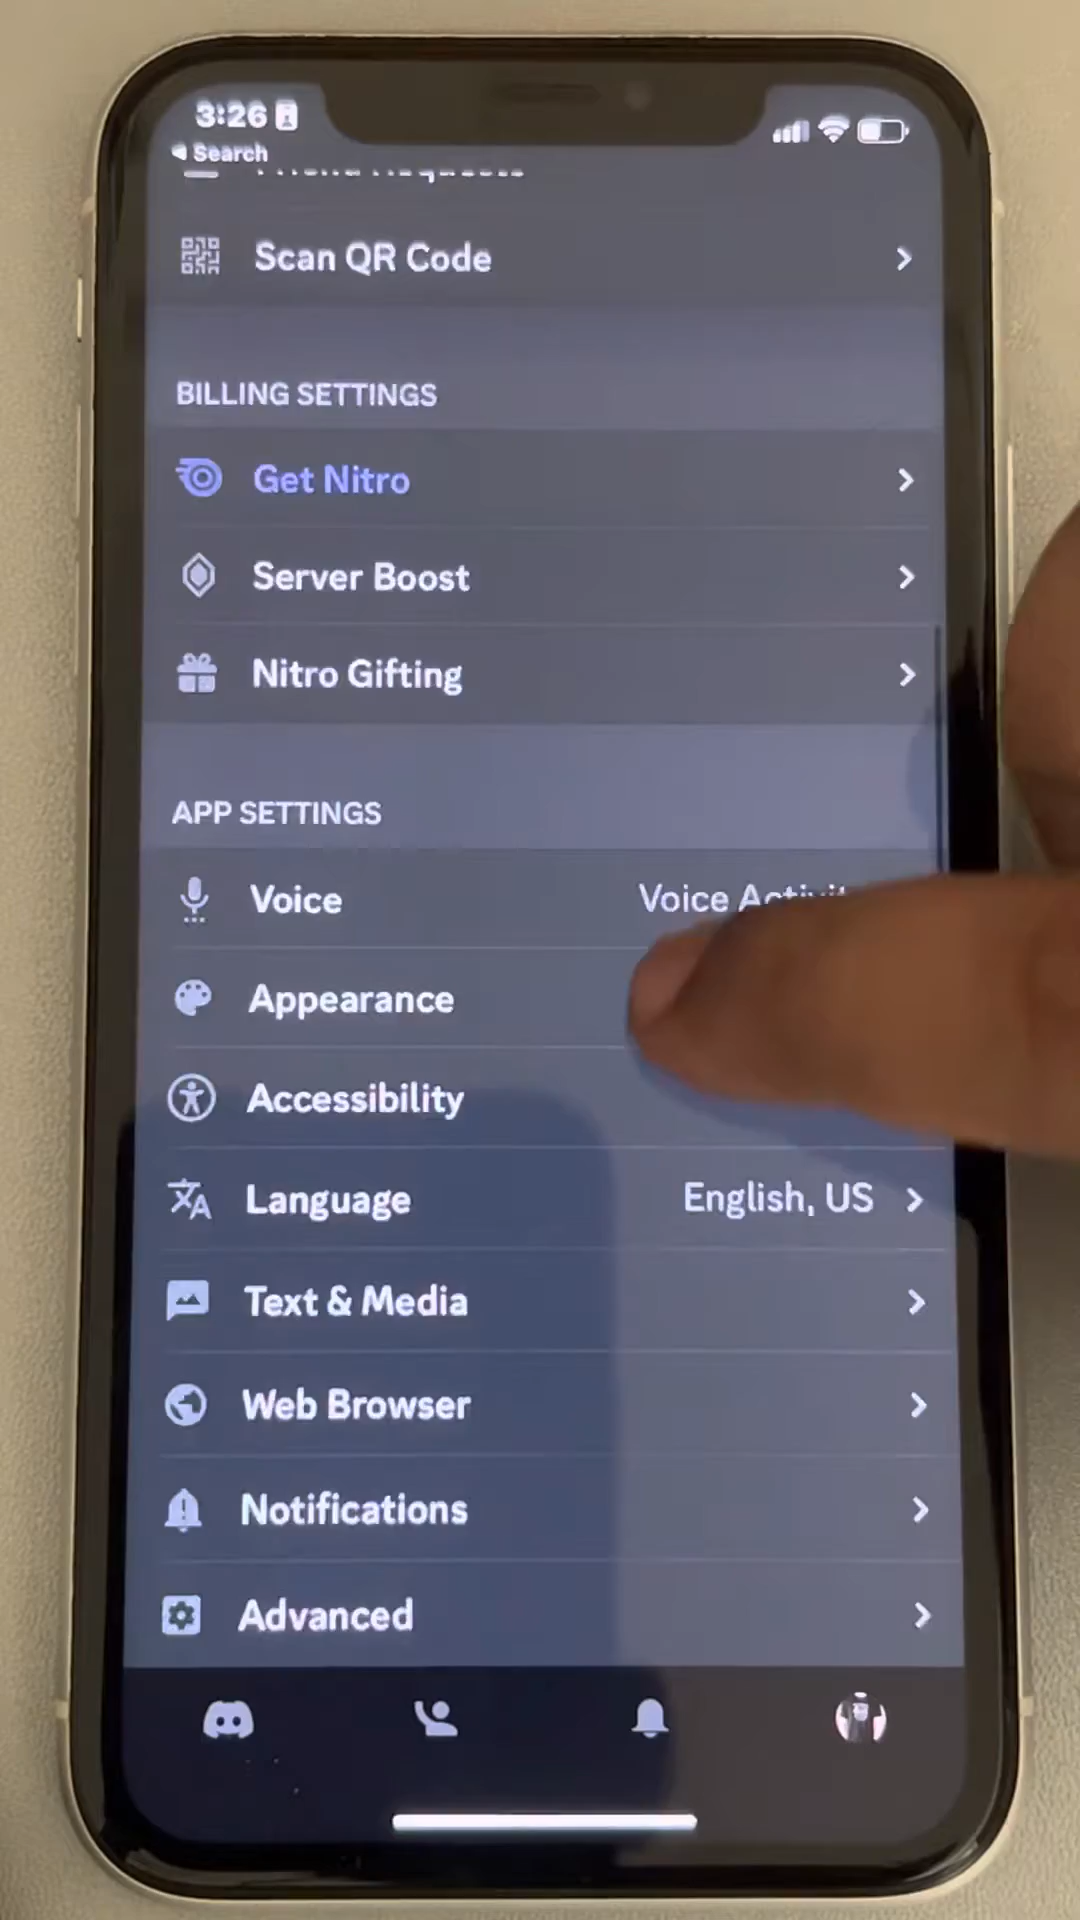 3:26
Search
Scan QR Code
BILLING SETTINGS
Get Nitro
Server Boost
Nitro Gifting
APP SETTINGS
Voice Voice
Appearance
Accessibility
Language English, US
Text & Media
Web Browser
Notifications
Advanced